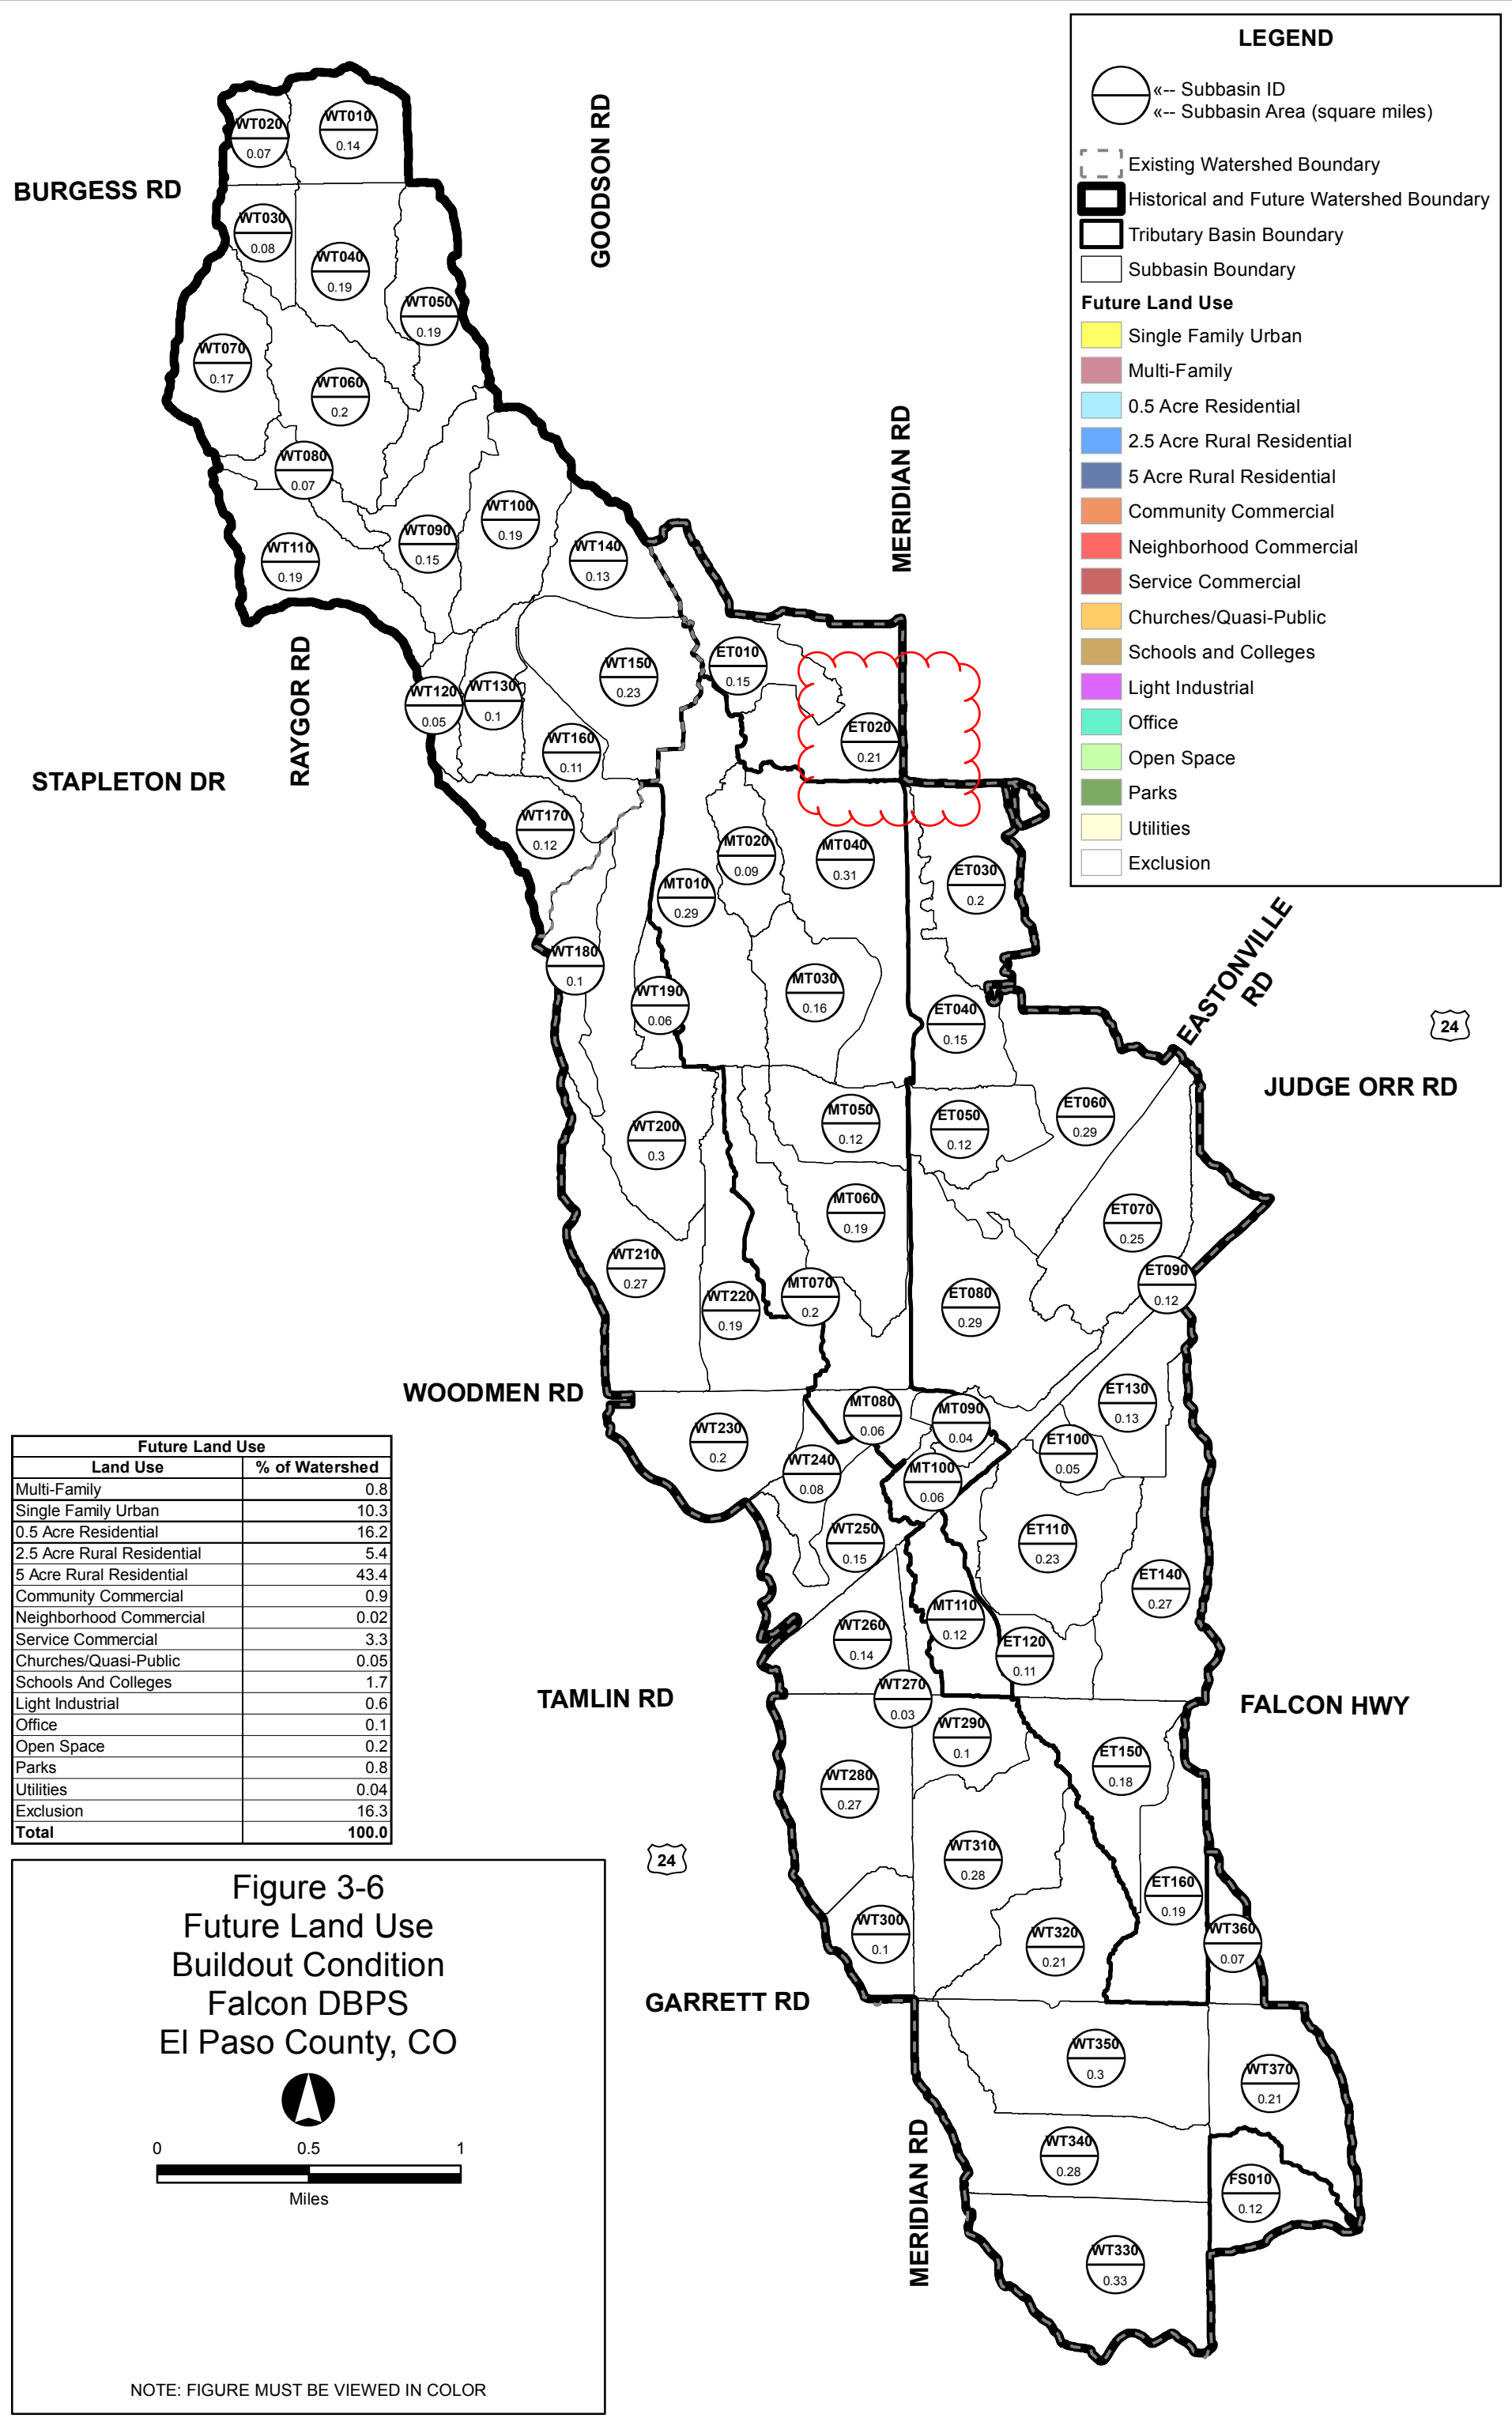 LEGEND
«-- Subbasin ID
«-- Subbasin Area (square miles)
Existing Watershed Boundary
Historical and Future Watershed Boundary
Tributary Basin Boundary
Subbasin Boundary
Future Land Use
Single Family Urban
Multi-Family
0.5 Acre Residential
2.5 Acre Rural Residential
5 Acre Rural Residential
Community Commercial
Neighborhood Commercial
Service Commercial
Churches/Quasi-Public
Schools and Colleges
Light Industrial
Office
Open Space
Parks
Utilities
Exclusion
BURGESS RD
GOODSON RD
MERIDIAN RD
RAYGOR RD
STAPLETON DR
EASTONVILLE
RD
24
JUDGE ORR RD
WOODMEN RD
TAMLIN RD
FALCON HWY
24
GARRETT RD
MERIDIAN RD
WT020
0.07
WT010
0.14
WT030
0.08
WT040
0.19
WT050
0.19
WT070
0.17
WT060
0.2
WT080
0.07
WT100
0.19
WT090
0.15
WT110
0.19
WT140
0.13
WT150
0.23
ET010
0.15
WT120
0.05
WT130
0.1
WT160
0.11
ET020
0.21
WT170
0.12
MT020
0.09
MT040
0.31
MT010
0.29
ET030
0.2
WT180
0.1
WT190
0.06
MT030
0.16
ET040
0.15
WT200
0.3
MT050
0.12
ET050
0.12
ET060
0.29
MT060
0.19
ET070
0.25
WT210
0.27
WT220
0.19
MT070
0.2
ET080
0.29
ET090
0.12
WT230
0.2
MT080
0.06
MT090
0.04
ET130
0.13
ET100
0.05
WT240
0.08
MT100
0.06
WT250
0.15
ET110
0.23
ET140
0.27
WT260
0.14
MT110
0.12
ET120
0.11
WT270
0.03
WT290
0.1
ET150
0.18
WT280
0.27
WT310
0.28
ET160
0.19
WT300
0.1
WT320
0.21
WT360
0.07
WT350
0.3
WT370
0.21
WT340
0.28
FS010
0.12
WT330
0.33
Future Land Use
Land Use % of Watershed
Multi-Family 0.8
Single Family Urban 10.3
0.5 Acre Residential 16.2
2.5 Acre Rural Residential 5.4
5 Acre Rural Residential 43.4
Community Commercial 0.9
Neighborhood Commercial 0.02
Service Commercial 3.3
Churches/Quasi-Public 0.05
Schools And Colleges 1.7
Light Industrial 0.6
Office 0.1
Open Space 0.2
Parks 0.8
Utilities 0.04
Exclusion 16.3
Total 100.0
Figure 3-6
Future Land Use
Buildout Condition
Falcon DBPS
El Paso County, CO
0 0.5 1
Miles
NOTE: FIGURE MUST BE VIEWED IN COLOR